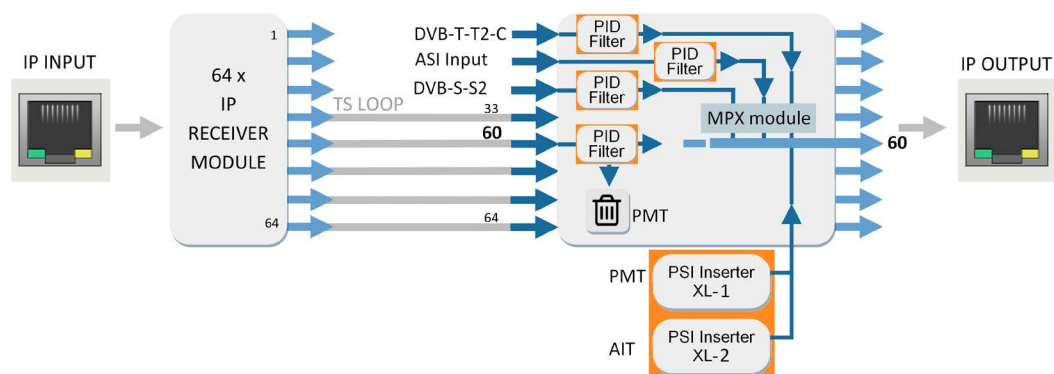 IP INPUT
1
64 x
IP
RECEIVER
MODULE
64
TS LOOP
DVB-T-T2-C
ASI Input
DVB-S-S2
33
60
64
PID
Filter
PID
Filter
PID
Filter
PID
Filter
MPX module
PMT
60
IP OUTPUT
PMT
PSI Inserter
XL-1
AIT
PSI Inserter
XL-2